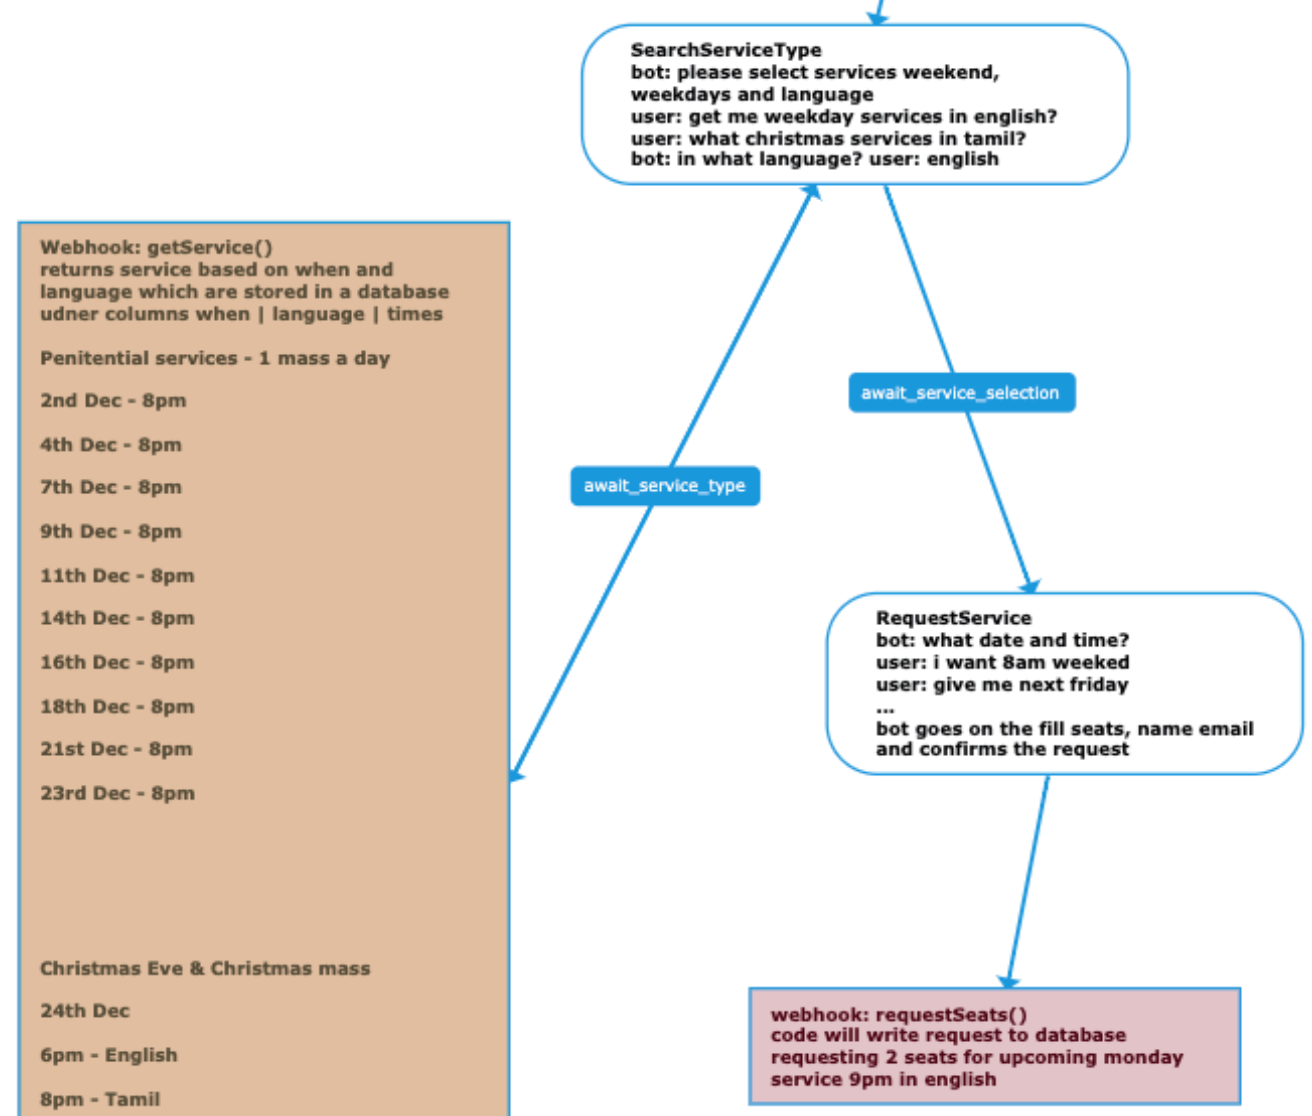 SearchServiceType
bot: please select services weekend,
weekdays and language
user: get me weekday services in english?
user: what christmas services in tamil?
bot: in what language? user: english
Webhook: getService()
returns service based on when and
language which are stored in a database
udner columns when | language | times
Penitential services - 1 mass a day
2nd Dec - 8pm
4th Dec - 8pm
7th Dec - 8pm
9th Dec - 8pm
11th Dec - 8pm
14th Dec - 8pm
16th Dec - 8pm
18th Dec - 8pm
21st Dec - 8pm
23rd Dec - 8pm
Christmas Eve & Christmas mass
24th Dec
6pm - English
8pm - Tamil
await_service_type
await_service_selection
RequestService
bot: what date and time?
user: i want 8am weeked
user: give me next friday
...
bot goes on the fill seats, name email
and confirms the request
webhook: requestSeats()
code will write request to database
requesting 2 seats for upcoming monday
service 9pm in english